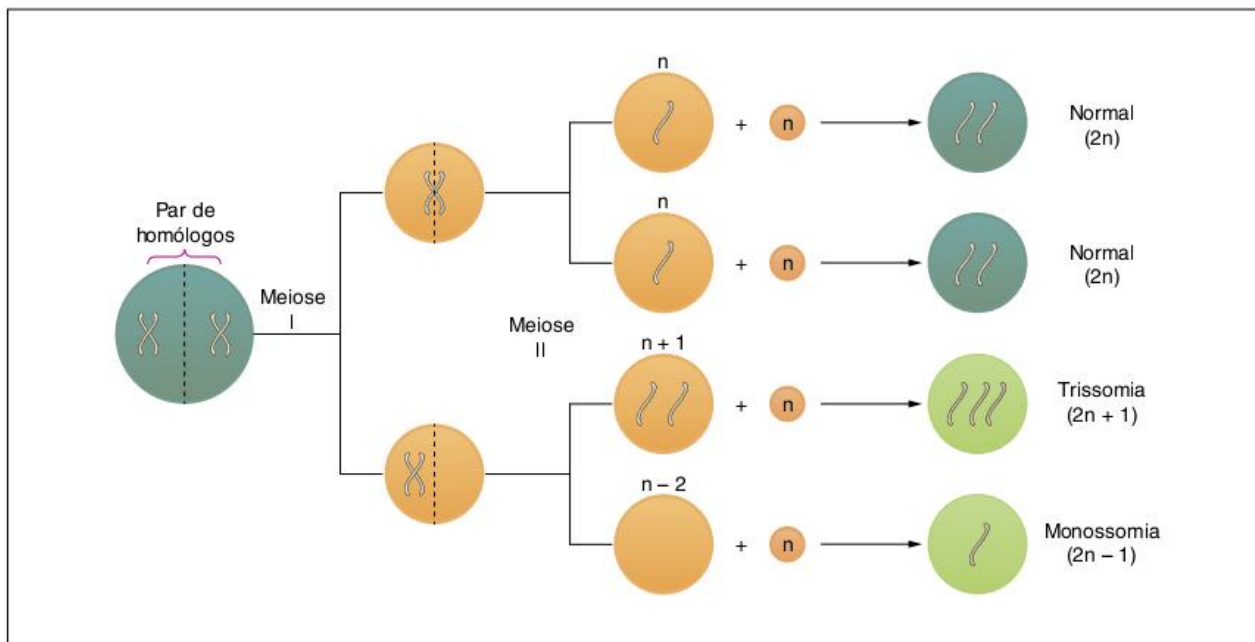 n
+
n
Normal
(2n)
Par de
homólogos
n
+
n
Normal
(2n)
Meiose
I
Meiose
II
n + 1
+
n
Trissomia
(2n + 1)
n – 2
+
n
Monossomia
(2n – 1)